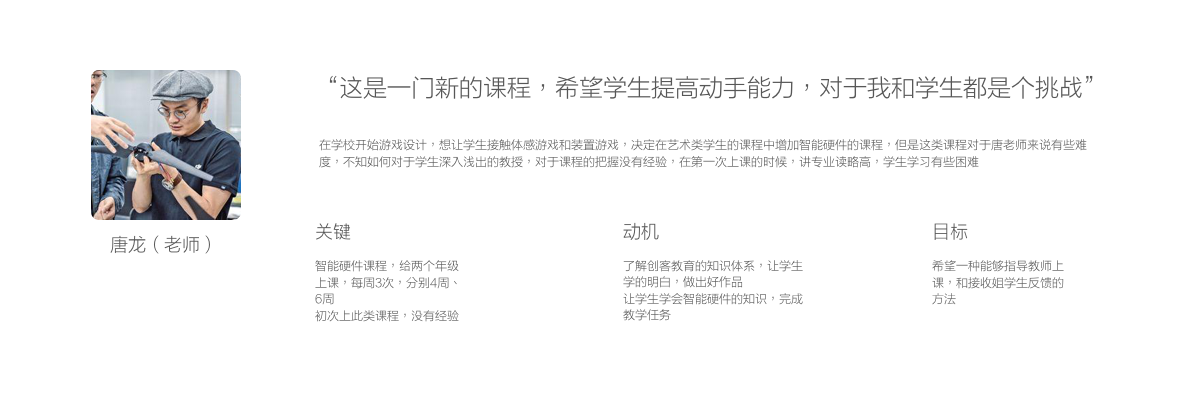 “这是一门新的课程，希望学生提高动手能力，对于我和学生都是个挑战”
在学校开始游戏设计，想让学生接触体感游戏和装置游戏，决定在艺术类学生的课程中增加智能硬件的课程，但是这类课程对于唐老师来说有些难
度，不知如何对于学生深入浅出的教授，对于课程的把握没有经验，在第一次上课的时候，讲专业读略高，学生学习有些困难
唐龙（老师）
关键
智能硬件课程，给两个年级
上课，每周3次，分别4周、
6周
初次上此类课程，没有经验
动机
了解创客教育的知识体系，让学生
学的明白，做出好作品
让学生学会智能硬件的知识，完成
教学任务
目标
希望一种能够指导教师上
课，和接收姐学生反馈的
方法